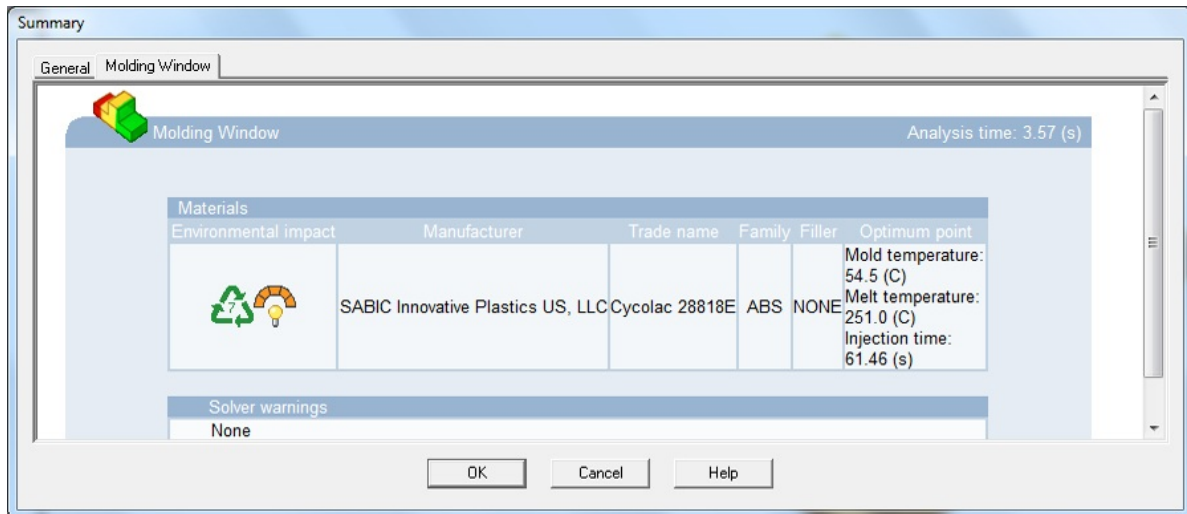 Summary
General Molding Window
Molding Window Analysis time: 3.57 (s)
Materials
Environmental impact Manufacturer Trade name Family Filler Optimum point
7 SABIC Innovative Plastics US, LLC Cycolac 28818E ABS NONE Mold temperature:
54.5 (C)
Melt temperature:
251.0 (C)
Injection time:
61.46 (s)
Solver warnings
None
OK Cancel Help